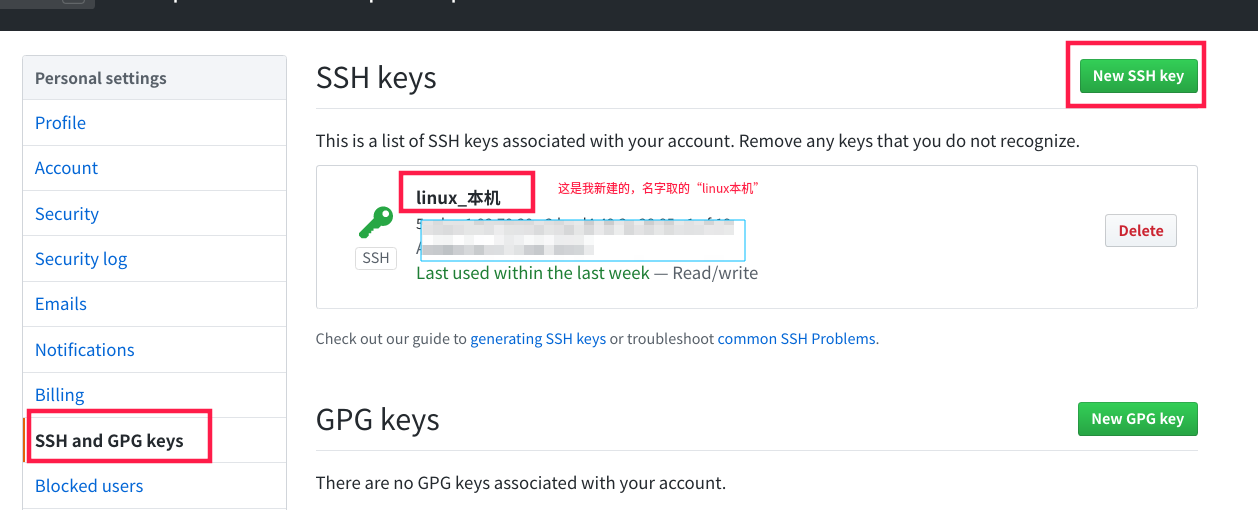 Personal settings
Profile
Account
Security
Security log
Emails
Notifications
Billing
SSH and GPG keys
Blocked users
SSH keys
New SSH key
This is a list of SSH keys associated with your account. Remove any keys that you do not recognize.
linux_本机
这是我新建的，名字取的“linux本机”
SSH
Last used within the last week — Read/write
Delete
Check out our guide to generating SSH keys or troubleshoot common SSH Problems.
GPG keys
New GPG key
There are no GPG keys associated with your account.